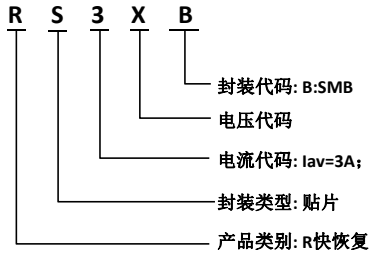 R S 3 X B
封装代码: B:SMB
电压代码
电流代码: Iav=3A;
封装类型: 贴片
产品类别: R快恢复